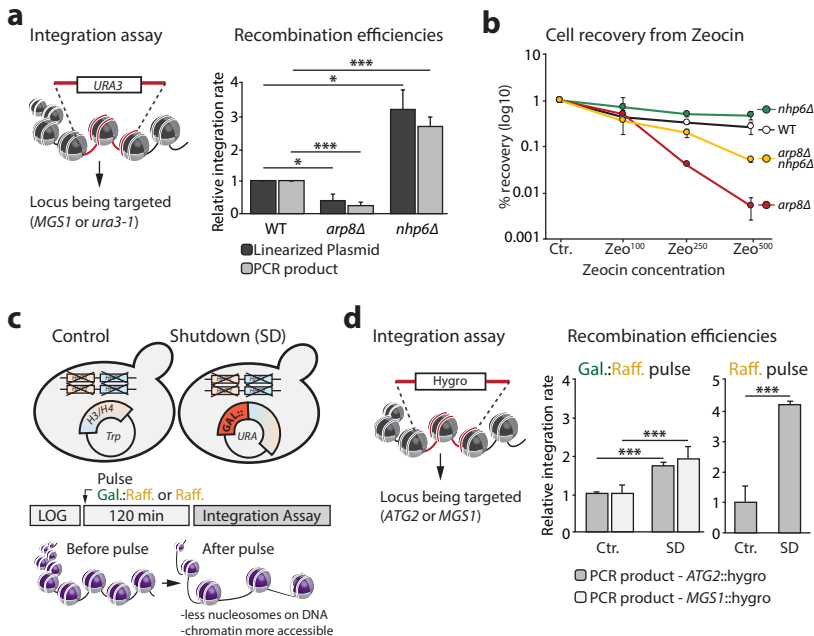 a
Integration assay
URA3
Locus being targeted
(MGS1 or ura3-1)
Recombination efficiencies
Relative integration rate
4
3
2
1
0
***
*
***
*
WT
arp8Δ
nhp6Δ
Linearized Plasmid
PCR product
b
Cell recovery from Zeocin
% recovery (log10)
10
1
0.1
0.01
0.001
nhp6Δ
WT
arp8Δ
nhp6Δ
arp8Δ
Ctr.
Zeo100
Zeo250
Zeo500
Zeocin concentration
c
Control
Shutdown (SD)
H3/H4
Trp
GAL::
URA
Pulse
Gal.:Raff. or Raff.
LOG
120 min
Integration Assay
Before pulse
After pulse
-less nucleosomes on DNA
-chromatin more accessible
d
Integration assay
Hygro
Locus being targeted
(ATG2 or MGS1)
Recombination efficiencies
Gal.:Raff. pulse
Relative integration rate
4
3
2
1
0
***
***
Ctr.
SD
Raff. pulse
5
4
3
2
1
0
***
Ctr.
SD
PCR product - ATG2::hygro
PCR product - MGS1::hygro